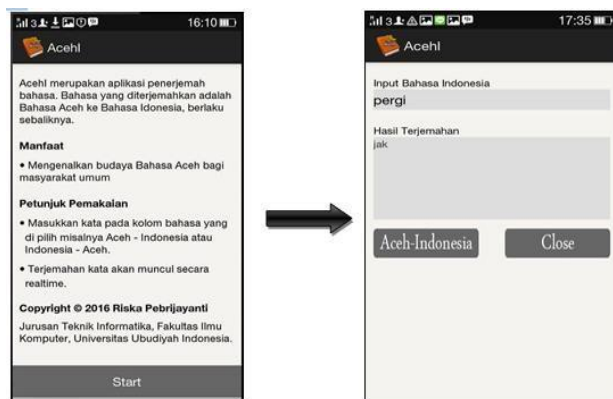 16:10
AcehI
AcehI merupakan aplikasi penerjemah
bahasa. Bahasa yang diterjemahkan adalah
Bahasa Aceh ke Bahasa Idonesia, berlaku
sebaliknya.
Manfaat
• Mengenalkan budaya Bahasa Aceh bagi
masyarakat umum
Petunjuk Pemakaian
• Masukkan kata pada kolom bahasa yang
di pilih misalnya Aceh - Indonesia atau
Indonesia - Aceh.
• Terjemahan kata akan muncul secara
realtime.
Copyright © 2016 Riska Pebrijayanti
Jurusan Teknik Informatika, Fakultas Ilmu
Komputer, Universitas Ubudiyah Indonesia.
Start
17:35
AcehI
Input Bahasa Indonesia
pergi
Hasil Terjemahan
jak
Aceh-Indonesia
Close